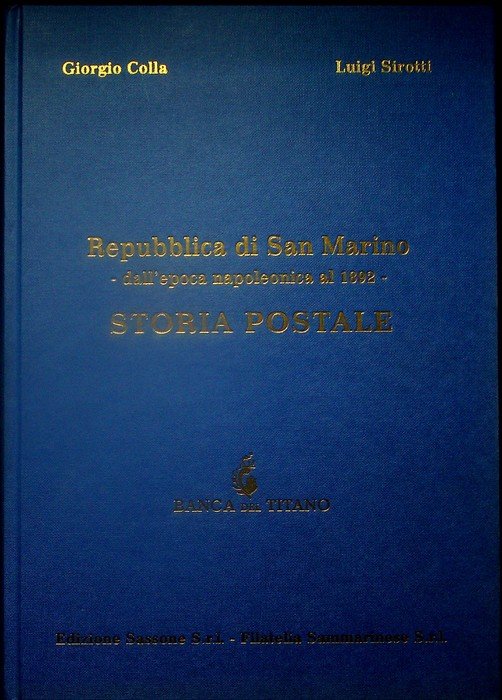 Giorgio Colla
Luigi Sirotti
Repubblica di San Marino
- dall'epoca napoleonica al 1892 -
STORIA POSTALE
BANCA DEL TITANO
Edizione Sassone S.r.l. - Filatelia Sammarinese S.r.l.